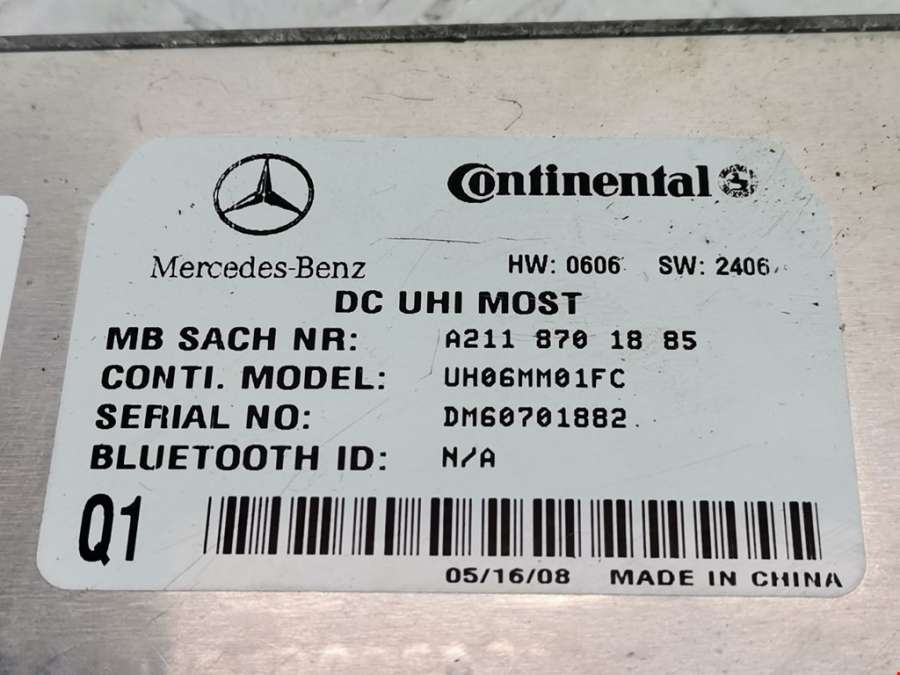 Continental
Mercedes-Benz
HW: 0606 SW: 2406
DC UHI MOST
MB SACH NR: A211 870 18 85
CONTI. MODEL: UH06MM01FC
SERIAL NO: DM60701882
BLUETOOTH ID: N/A
Q1
05/16/08 MADE IN CHINA